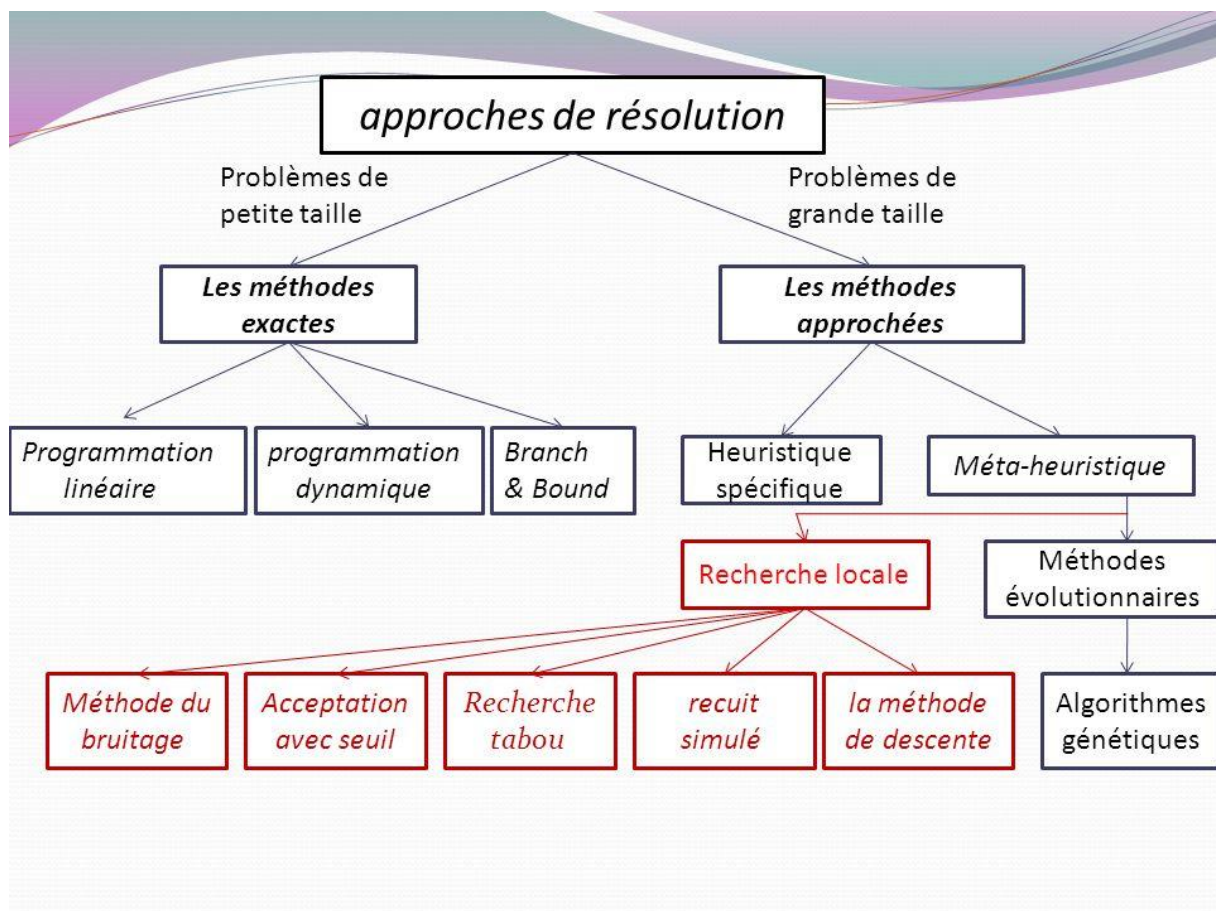 approches de résolution
Problèmes de
petite taille
Problèmes de
grande taille
Les méthodes
exactes
Les méthodes
approchées
Programmation
linéaire
programmation
dynamique
Branch
& Bound
Heuristique
spécifique
Méta-heuristique
Recherche locale
Méthodes
évolutionnaires
Méthode du
bruitage
Acceptation
avec seuil
Recherche
tabou
recuit
simulé
la méthode
de descente
Algorithmes
génétiques